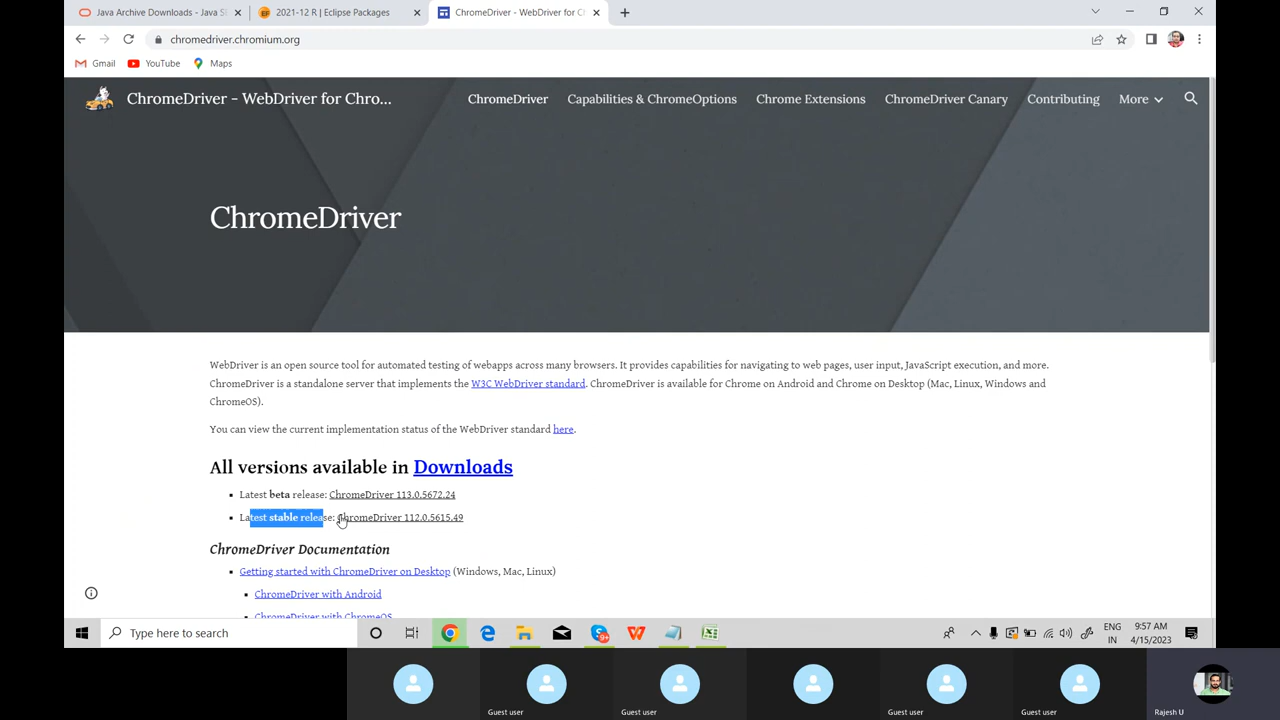 Java Archive Downloads - Java S
2021-12 R | Eclipse Packages
ChromeDriver - WebDriver for C
chromedriver.chromium.org
Gmail
YouTube
Maps
ChromeDriver - WebDriver for Chro...
ChromeDriver
Capabilities & ChromeOptions
Chrome Extensions
ChromeDriver Canary
Contributing
More
ChromeDriver
WebDriver is an open source tool for automated testing of webapps across many browsers. It provides capabilities for navigating to web pages, user input, JavaScript execution, and more.
ChromeDriver is a standalone server that implements the W3C WebDriver standard. ChromeDriver is available for Chrome on Android and Chrome on Desktop (Mac, Linux, Windows and
ChromeOS).
You can view the current implementation status of the WebDriver standard here.
All versions available in Downloads
Latest beta release: ChromeDriver 113.0.5672.24
Latest stable release: ChromeDriver 112.0.5615.49
ChromeDriver Documentation
Getting started with ChromeDriver on Desktop (Windows, Mac, Linux)
ChromeDriver with Android
ChromeDriver with ChromeOS
Type here to search
ENG
IN
9:57 AM
4/15/2023
Guest user
Guest user
Guest user
Guest user
Rajesh U